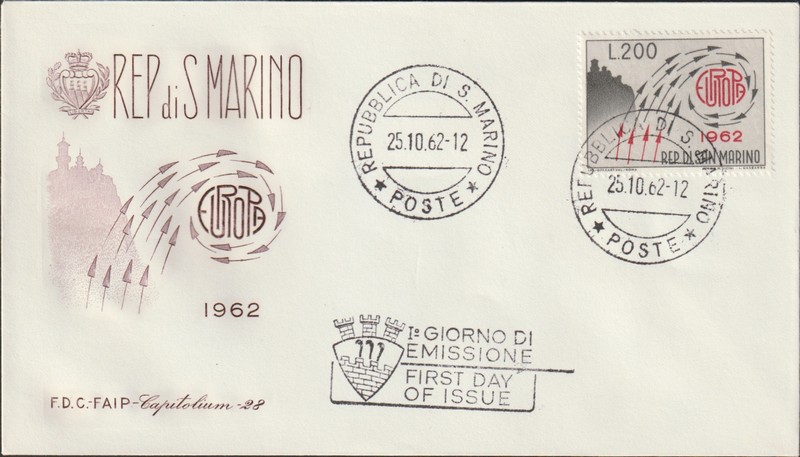 REP di S MARINO
EUROPA
1962
F.D.C.-FAIP-Capitolium-28
REPUBBLICA DI S. MARINO
25.10.62-12
★ POSTE ★
Iº GIORNO DI
EMISSIONE
FIRST DAY
OF ISSUE
L.200
EUROPA
1962
REP. DI SAN MARINO
REPUBBLICA DI S. MARINO
25.10.62-12
★ POSTE ★